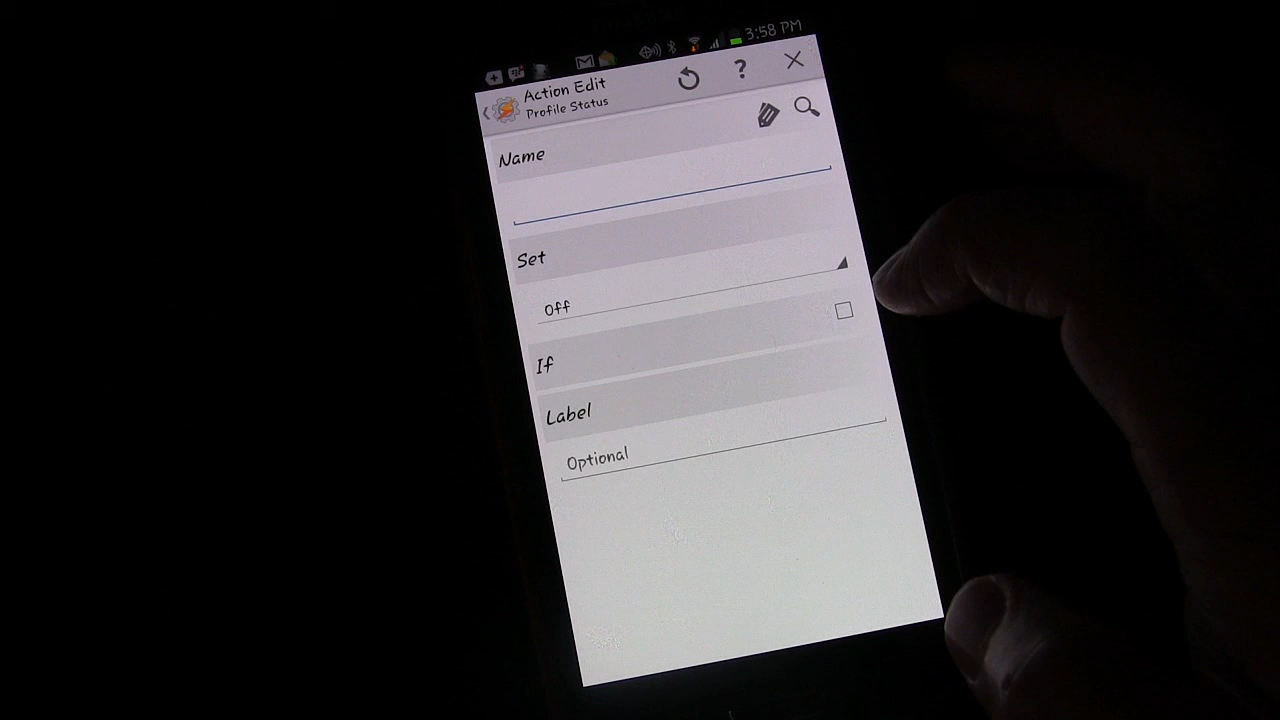 3:58 PM
Action Edit
Profile Status
?
Name
Set
Off
If
Label
Optional